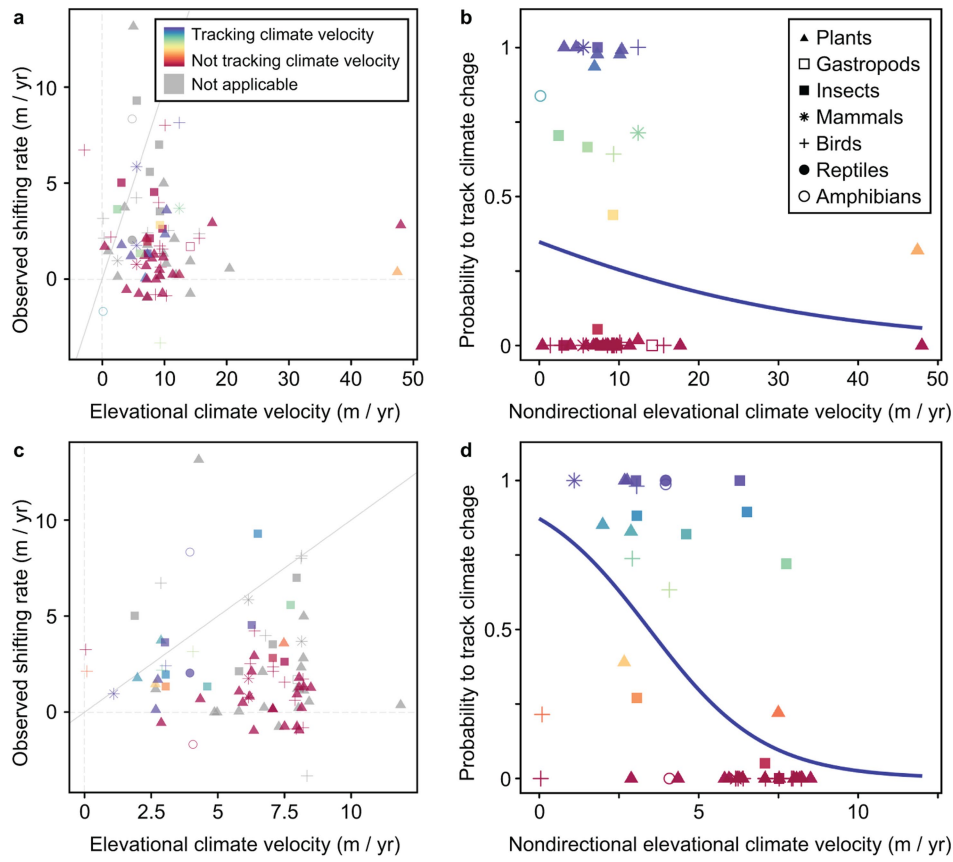 a
Tracking climate velocity
Not tracking climate velocity
Not applicable
Observed shifting rate (m / yr)
10
5
0
0 10 20 30 40 50
Elevational climate velocity (m / yr)
b
Plants
Gastropods
Insects
Mammals
Birds
Reptiles
Amphibians
Probability to track climate chage
1
0.5
0
0 10 20 30 40 50
Nondirectional elevational climate velocity (m / yr)
c
Observed shifting rate (m / yr)
10
5
0
0 2.5 5 7.5 10
Elevational climate velocity (m / yr)
d
Probability to track climate chage
1
0.5
0
0 5 10
Nondirectional elevational climate velocity (m / yr)